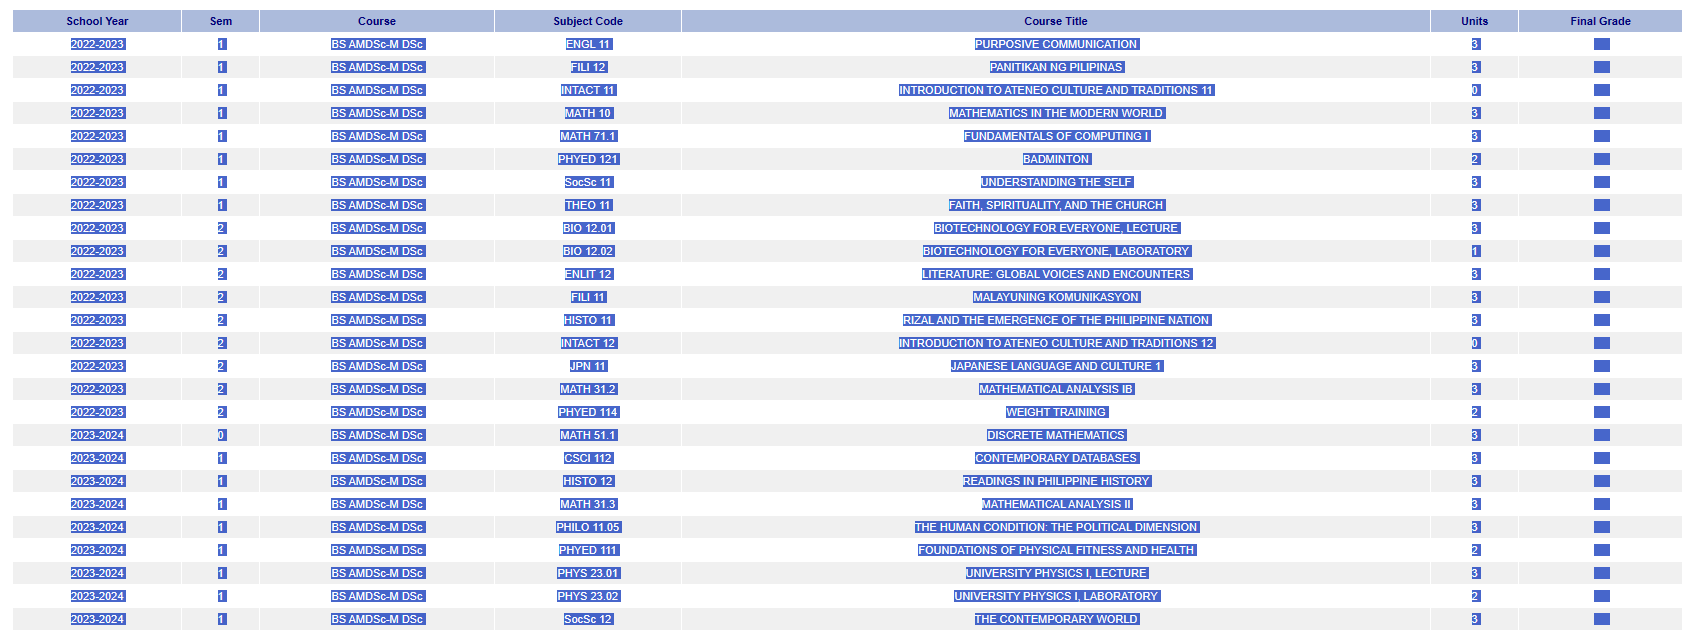 School Year Sem Course Subject Code Course Title Units Final Grade
2022-2023 1 BS AMDSc-M DSc ENGL 11 PURPOSIVE COMMUNICATION 3
2022-2023 1 BS AMDSc-M DSc FILI 12 PANITIKAN NG PILIPINAS 3
2022-2023 1 BS AMDSc-M DSc INTACT 11 INTRODUCTION TO ATENEO CULTURE AND TRADITIONS 11 0
2022-2023 1 BS AMDSc-M DSc MATH 10 MATHEMATICS IN THE MODERN WORLD 3
2022-2023 1 BS AMDSc-M DSc MATH 71.1 FUNDAMENTALS OF COMPUTING I 3
2022-2023 1 BS AMDSc-M DSc PHYED 121 BADMINTON 2
2022-2023 1 BS AMDSc-M DSc SocSc 11 UNDERSTANDING THE SELF 3
2022-2023 1 BS AMDSc-M DSc THEO 11 FAITH, SPIRITUALITY, AND THE CHURCH 3
2022-2023 2 BS AMDSc-M DSc BIO 12.01 BIOTECHNOLOGY FOR EVERYONE, LECTURE 3
2022-2023 2 BS AMDSc-M DSc BIO 12.02 BIOTECHNOLOGY FOR EVERYONE, LABORATORY 1
2022-2023 2 BS AMDSc-M DSc ENLIT 12 LITERATURE: GLOBAL VOICES AND ENCOUNTERS 3
2022-2023 2 BS AMDSc-M DSc FILI 11 MALAYUNING KOMUNIKASYON 3
2022-2023 2 BS AMDSc-M DSc HISTO 11 RIZAL AND THE EMERGENCE OF THE PHILIPPINE NATION 3
2022-2023 2 BS AMDSc-M DSc INTACT 12 INTRODUCTION TO ATENEO CULTURE AND TRADITIONS 12 0
2022-2023 2 BS AMDSc-M DSc JPN 11 JAPANESE LANGUAGE AND CULTURE 1 3
2022-2023 2 BS AMDSc-M DSc MATH 31.2 MATHEMATICAL ANALYSIS IB 3
2022-2023 2 BS AMDSc-M DSc PHYED 114 WEIGHT TRAINING 2
2023-2024 0 BS AMDSc-M DSc MATH 51.1 DISCRETE MATHEMATICS 3
2023-2024 1 BS AMDSc-M DSc CSCI 112 CONTEMPORARY DATABASES 3
2023-2024 1 BS AMDSc-M DSc HISTO 12 READINGS IN PHILIPPINE HISTORY 3
2023-2024 1 BS AMDSc-M DSc MATH 31.3 MATHEMATICAL ANALYSIS II 3
2023-2024 1 BS AMDSc-M DSc PHILO 11.05 THE HUMAN CONDITION: THE POLITICAL DIMENSION 3
2023-2024 1 BS AMDSc-M DSc PHYED 111 FOUNDATIONS OF PHYSICAL FITNESS AND HEALTH 2
2023-2024 1 BS AMDSc-M DSc PHYS 23.01 UNIVERSITY PHYSICS I, LECTURE 3
2023-2024 1 BS AMDSc-M DSc PHYS 23.02 UNIVERSITY PHYSICS I, LABORATORY 2
2023-2024 1 BS AMDSc-M DSc SocSc 12 THE CONTEMPORARY WORLD 3